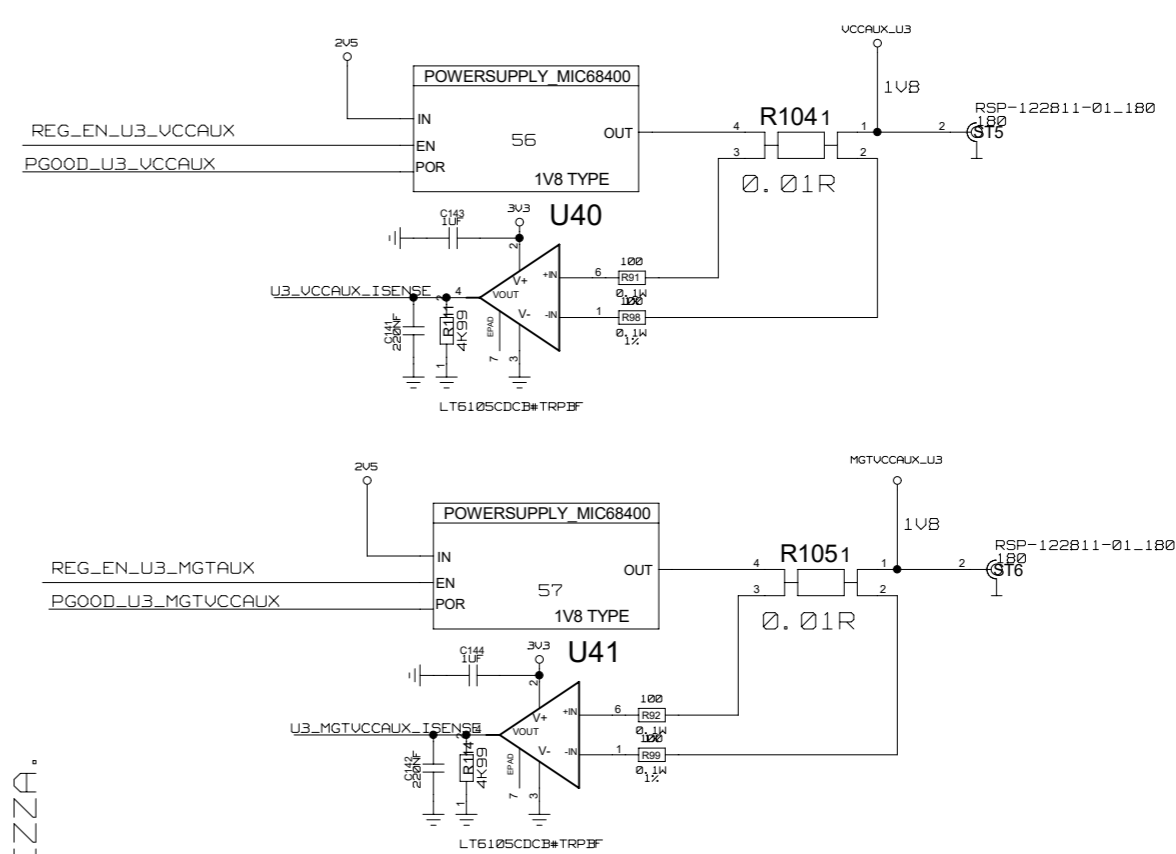 VCCAUX_U3
2V5
1V8
POWERSUPPLY_MIC68400
RSP-122811-01_180
180
ST5
IN
REG_EN_U3_VCCAUX
R104 1
OUT
56
4
1
2
EN
PGOOD_U3_VCCAUX
POR
3
2
1V8 TYPE
0.01R
C143
1UF
3V3
U40
2
100
V+
+IN
6
R91
0.1W
U3_VCCAUX_ISENSE
4
VOUT
2
100
V-
-IN
1
R98
0.1W
1%
C141
220NF
R111
4K99
EPAD
1
7
3
LT6105CDCB#TRPBF
MGTVCCAUX_U3
2V5
1V8
POWERSUPPLY_MIC68400
RSP-122811-01_180
180
ST6
IN
REG_EN_U3_MGTAUX
R105 1
OUT
57
4
1
2
EN
PGOOD_U3_MGTVCCAUX
POR
3
2
1V8 TYPE
0.01R
C144
1UF
3V3
U41
2
100
V+
+IN
6
R92
0.1W
U3_MGTVCCAUX_ISENSE
4
VOUT
2
100
V-
-IN
1
R99
0.1W
1%
C142
220NF
R114
4K99
EPAD
1
7
3
LT6105CDCB#TRPBF